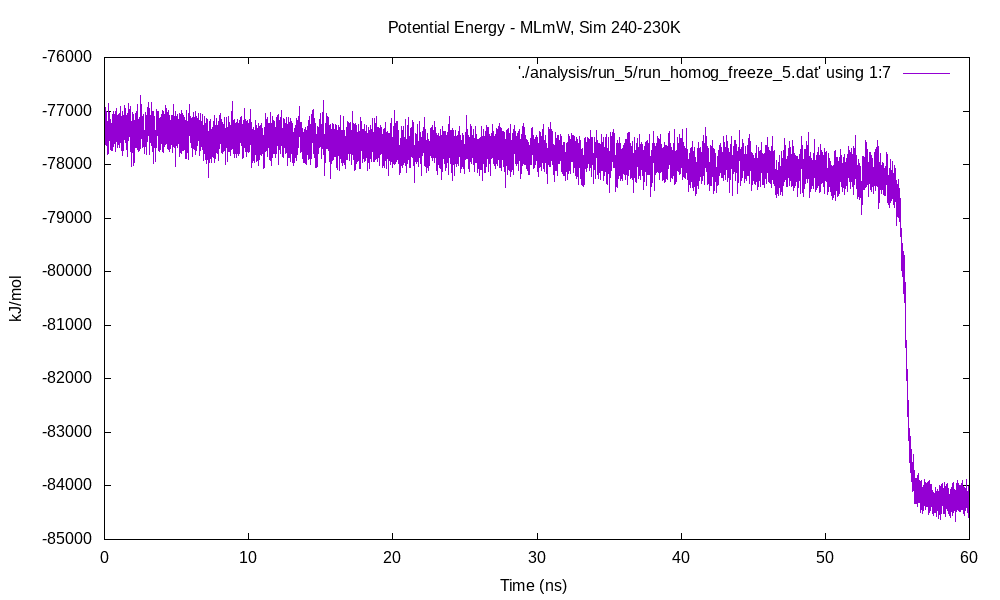 Potential Energy - MLmW, Sim 240-230K
'./analysis/run_5/run_homog_freeze_5.dat' using 1:7
-76000
-77000
-78000
-79000
-80000
-81000
-82000
-83000
-84000
-85000
kJ/mol
0 10 20 30 40 50 60
Time (ns)